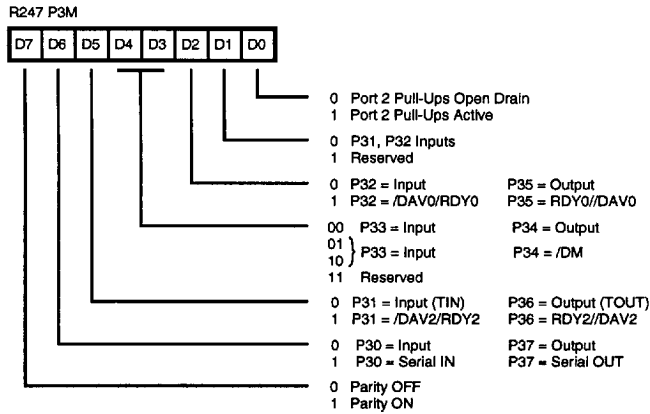 R247 P3M
D7 D6 D5 D4 D3 D2 D1 D0
0 Port 2 Pull-Ups Open Drain
1 Port 2 Pull-Ups Active
0 P31, P32 Inputs
1 Reserved
0 P32 = Input P35 = Output
1 P32 = /DAV0/RDY0 P35 = RDY0//DAV0
00 P33 = Input P34 = Output
01
10 } P33 = Input P34 = /DM
11 Reserved
0 P31 = Input (TIN) P36 = Output (TOUT)
1 P31 = /DAV2/RDY2 P36 = RDY2//DAV2
0 P30 = Input P37 = Output
1 P30 = Serial IN P37 = Serial OUT
0 Parity OFF
1 Parity ON